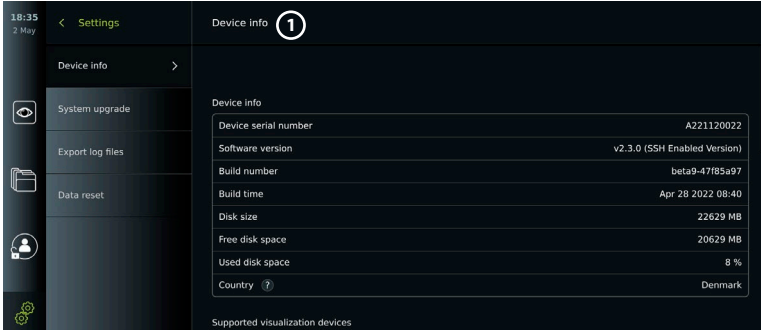 18:35
2 May
Settings
Device info
1
Device info
System upgrade
Export log files
Data reset
Device info
Device serial number A221120022
Software version v2.3.0 (SSH Enabled Version)
Build number beta9-47f85a97
Build time Apr 28 2022 08:40
Disk size 22629 MB
Free disk space 20629 MB
Used disk space 8 %
Country ? Denmark
Supported visualization devices